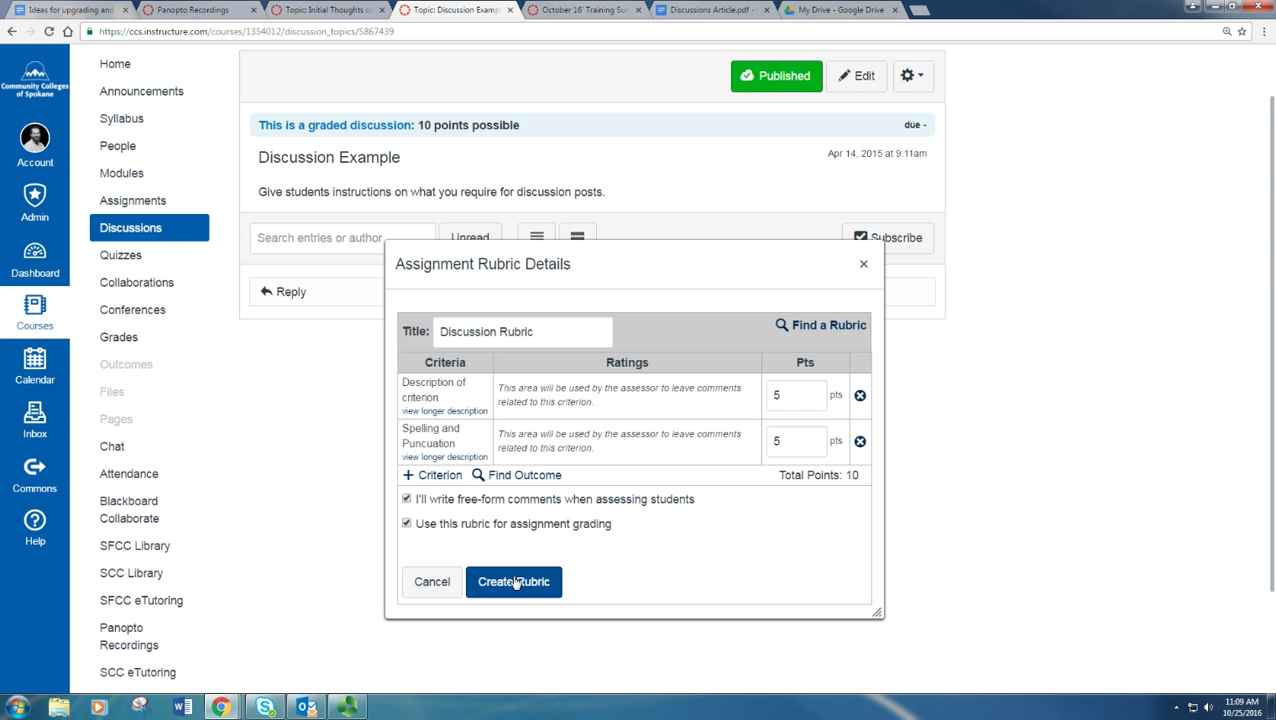 Ideas for upgrading and
Panopto Recordings
Topic: Initial Thoughts o
Topic: Discussion Examp
October 16' Training Su
Discussions Article.pdf -
My Drive - Google Drive
https://ccs.instructure.com/courses/1354012/discussion_topics/5867439
Community Colleges
of Spokane
Account
Admin
Dashboard
Courses
Calendar
Inbox
Commons
Help
Home
Announcements
Syllabus
People
Modules
Assignments
Discussions
Quizzes
Collaborations
Conferences
Grades
Outcomes
Files
Pages
Chat
Attendance
Blackboard
Collaborate
SFCC Library
SCC Library
SFCC eTutoring
Panopto
Recordings
SCC eTutoring
Published
Edit
This is a graded discussion: 10 points possible
due -
Discussion Example
Apr 14, 2015 at 9:11am
Give students instructions on what you require for discussion posts.
Search entries or author
Unread
Subscribe
Reply
Assignment Rubric Details
Title: Discussion Rubric
Find a Rubric
Criteria Ratings Pts
Description of
criterion
view longer description
This area will be used by the assessor to leave comments
related to this criterion.
5 pts
Spelling and
Puncuation
view longer description
This area will be used by the assessor to leave comments
related to this criterion.
5 pts
+ Criterion Find Outcome Total Points: 10
I'll write free-form comments when assessing students
Use this rubric for assignment grading
Cancel
Create Rubric
11:09 AM
10/25/2016